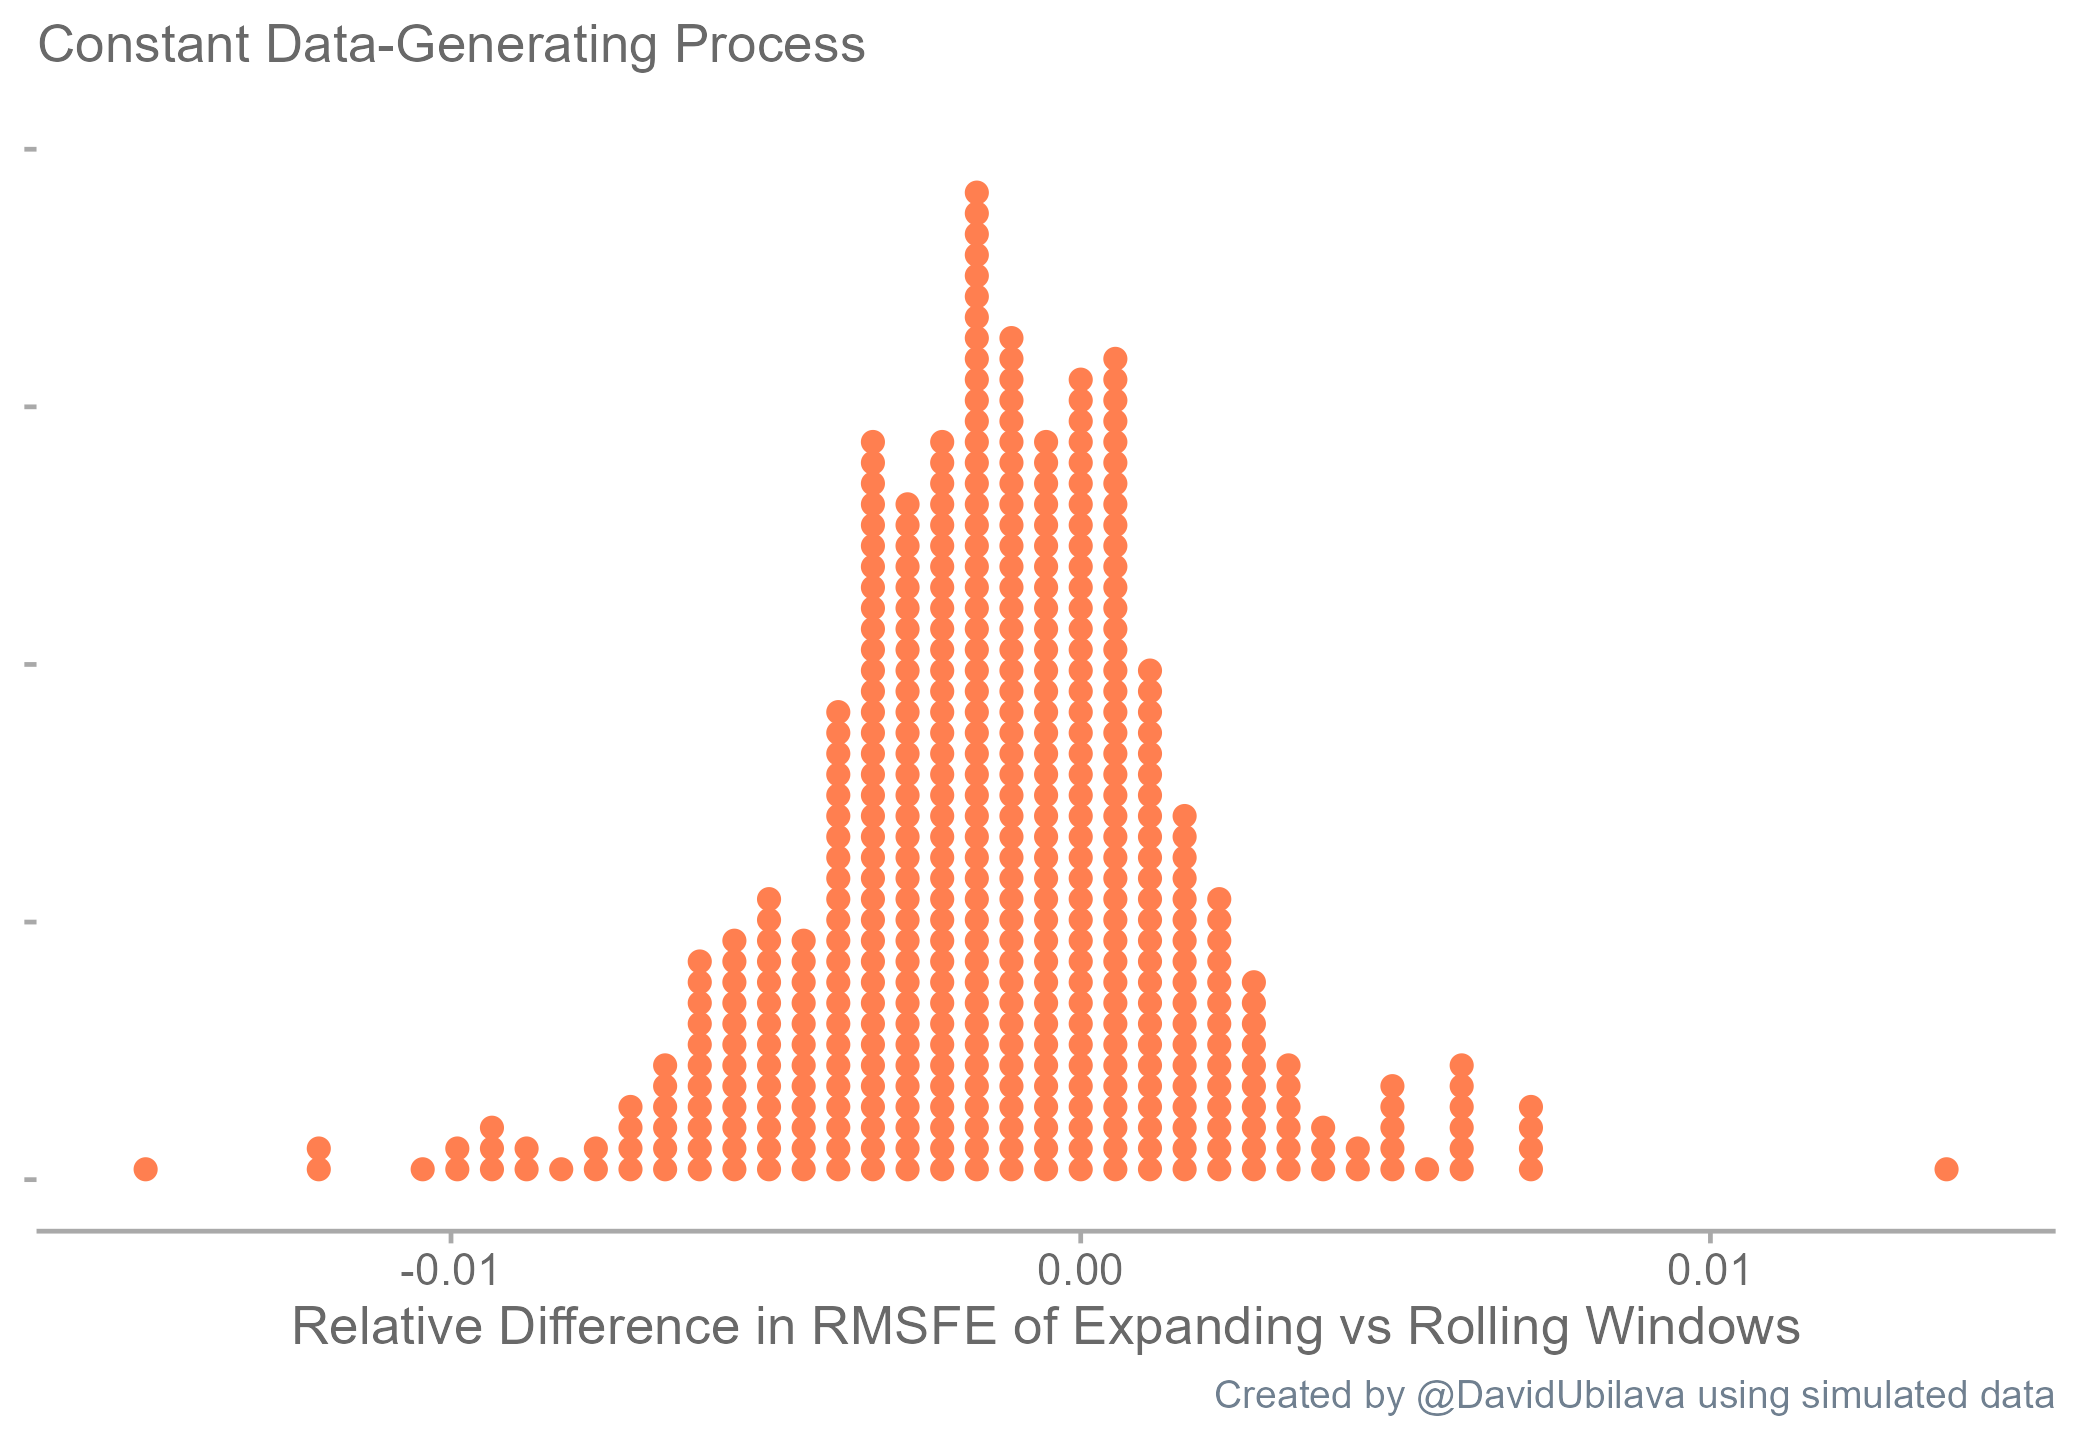 Constant Data-Generating Process
-0.01 0.00 0.01
Relative Difference in RMSFE of Expanding vs Rolling Windows
Created by @DavidUbilava using simulated data